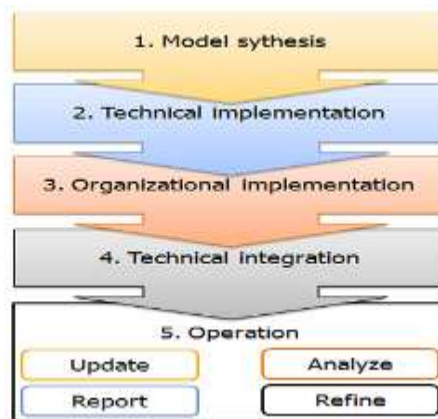 1. Model sythesis
2. Technical implementation
3. Organizational implementation
4. Technical integration
5. Operation
Update
Analyze
Report
Refine